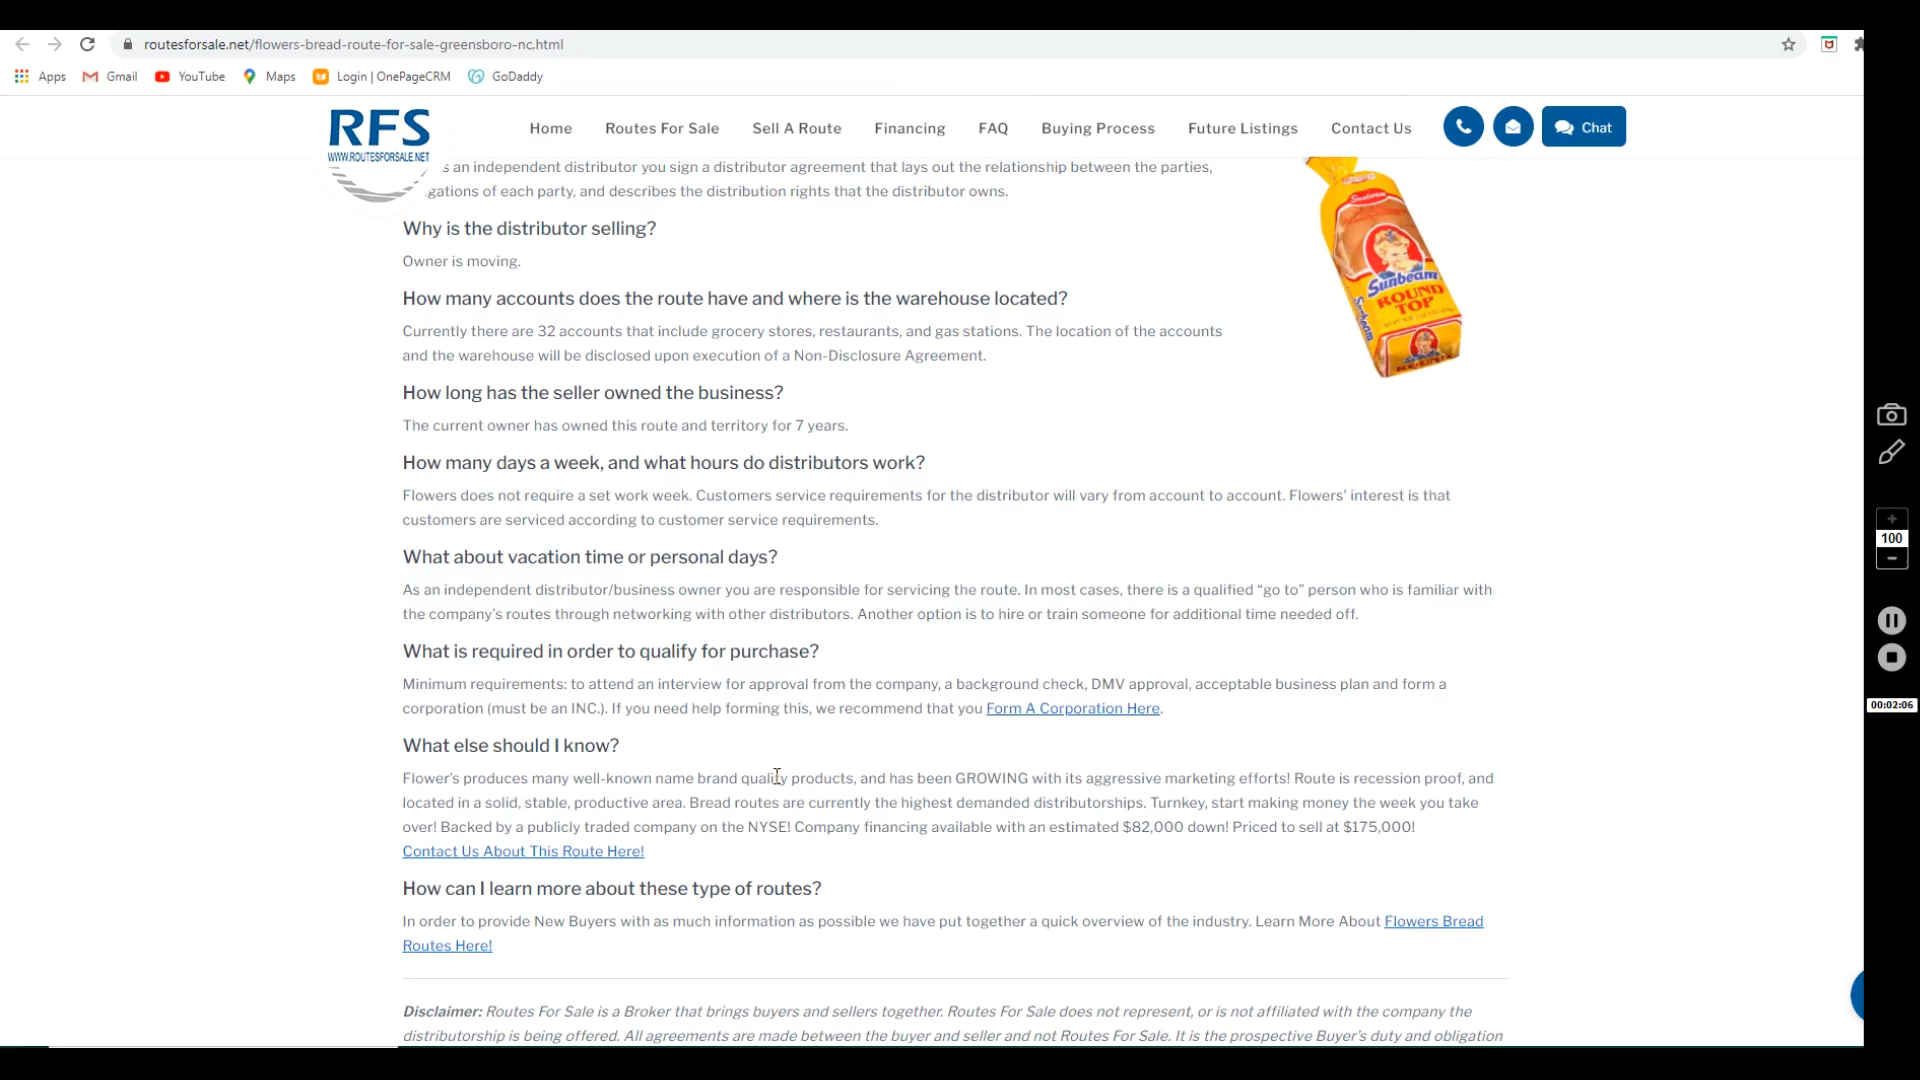 routesforsale.net/flowers-bread-route-for-sale-greensboro-nc.html
Apps Gmail YouTube Maps Login | OnePageCRM GoDaddy
RFS
WWW.ROUTESFORSALE.NET
Home Routes For Sale Sell A Route Financing FAQ Buying Process Future Listings Contact Us Chat
s an independent distributor you sign a distributor agreement that lays out the relationship between the parties,
gations of each party, and describes the distribution rights that the distributor owns.
Why is the distributor selling?
Owner is moving.
How many accounts does the route have and where is the warehouse located?
Currently there are 32 accounts that include grocery stores, restaurants, and gas stations. The location of the accounts
and the warehouse will be disclosed upon execution of a Non-Disclosure Agreement.
Sunbeam
Sunbeam
ROUND
TOP
Sunbeam
How long has the seller owned the business?
The current owner has owned this route and territory for 7 years.
How many days a week, and what hours do distributors work?
Flowers does not require a set work week. Customers service requirements for the distributor will vary from account to account. Flowers’ interest is that
customers are serviced according to customer service requirements.
What about vacation time or personal days?
As an independent distributor/business owner you are responsible for servicing the route. In most cases, there is a qualified “go to” person who is familiar with
the company’s routes through networking with other distributors. Another option is to hire or train someone for additional time needed off.
What is required in order to qualify for purchase?
Minimum requirements: to attend an interview for approval from the company, a background check, DMV approval, acceptable business plan and form a
corporation (must be an INC.). If you need help forming this, we recommend that you Form A Corporation Here.
What else should I know?
Flower’s produces many well-known name brand quality products, and has been GROWING with its aggressive marketing efforts! Route is recession proof, and
located in a solid, stable, productive area. Bread routes are currently the highest demanded distributorships. Turnkey, start making money the week you take
over! Backed by a publicly traded company on the NYSE! Company financing available with an estimated $82,000 down! Priced to sell at $175,000!
Contact Us About This Route Here!
How can I learn more about these type of routes?
In order to provide New Buyers with as much information as possible we have put together a quick overview of the industry. Learn More About Flowers Bread
Routes Here!
Disclaimer: Routes For Sale is a Broker that brings buyers and sellers together. Routes For Sale does not represent, or is not affiliated with the company the
distributorship is being offered. All agreements are made between the buyer and seller and not Routes For Sale. It is the prospective Buyer’s duty and obligation
100
00:02:06